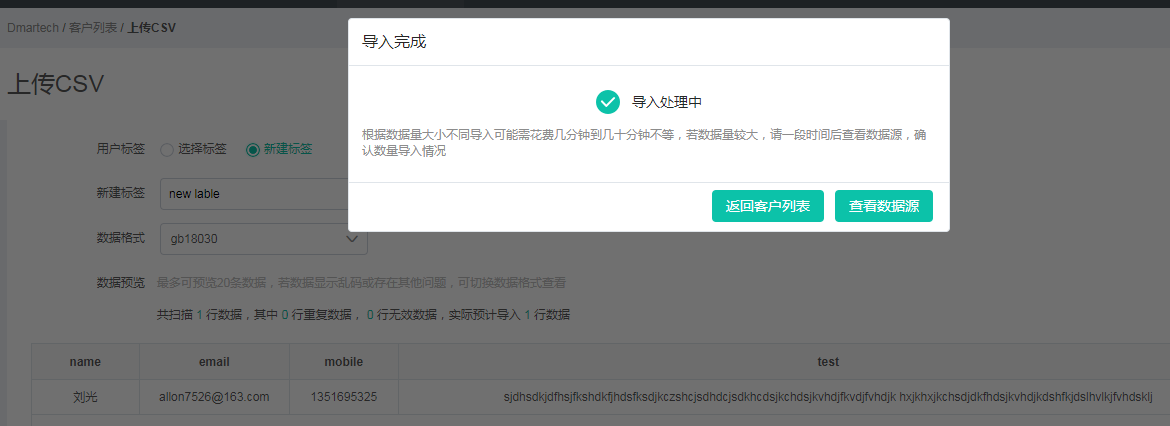 Dmartech / 客户列表 / 上传CSV
导入完成
上传CSV
导入处理中
根据数据量大小不同导入可能需花费几分钟到几十分钟不等，若数据量较大，请一段时间后查看数据源，确
认数量导入情况
用户标签 选择标签 新建标签
新建标签 new lable
返回客户列表 查看数据源
数据格式 gb18030
数据预览 最多可预览20条数据，若数据显示乱码或存在其他问题，可切换数据格式查看
共扫描 1 行数据，其中 0 行重复数据， 0 行无效数据，实际预计导入 1 行数据
name email mobile test
刘光 allon7526@163.com 1351695325 sjdhsdkjdfhsjfkshdkfjhdsfksdjkczshcjsdhdcjsdkhcdsjkchdsjkvhdjfkvdjfvhdjk hxjkhxjkchsdjdkfhdsjkvhdjkdshfkjdslhvlkjfvhdsklj